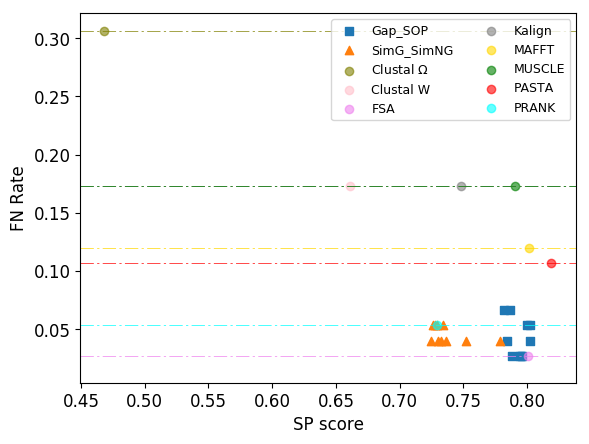 Gap_SOP
SimG_SimNG
Clustal Ω
Clustal W
FSA
Kalign
MAFFT
MUSCLE
PASTA
PRANK
FN Rate
0.30
0.25
0.20
0.15
0.10
0.05
0.45 0.50 0.55 0.60 0.65 0.70 0.75 0.80
SP score